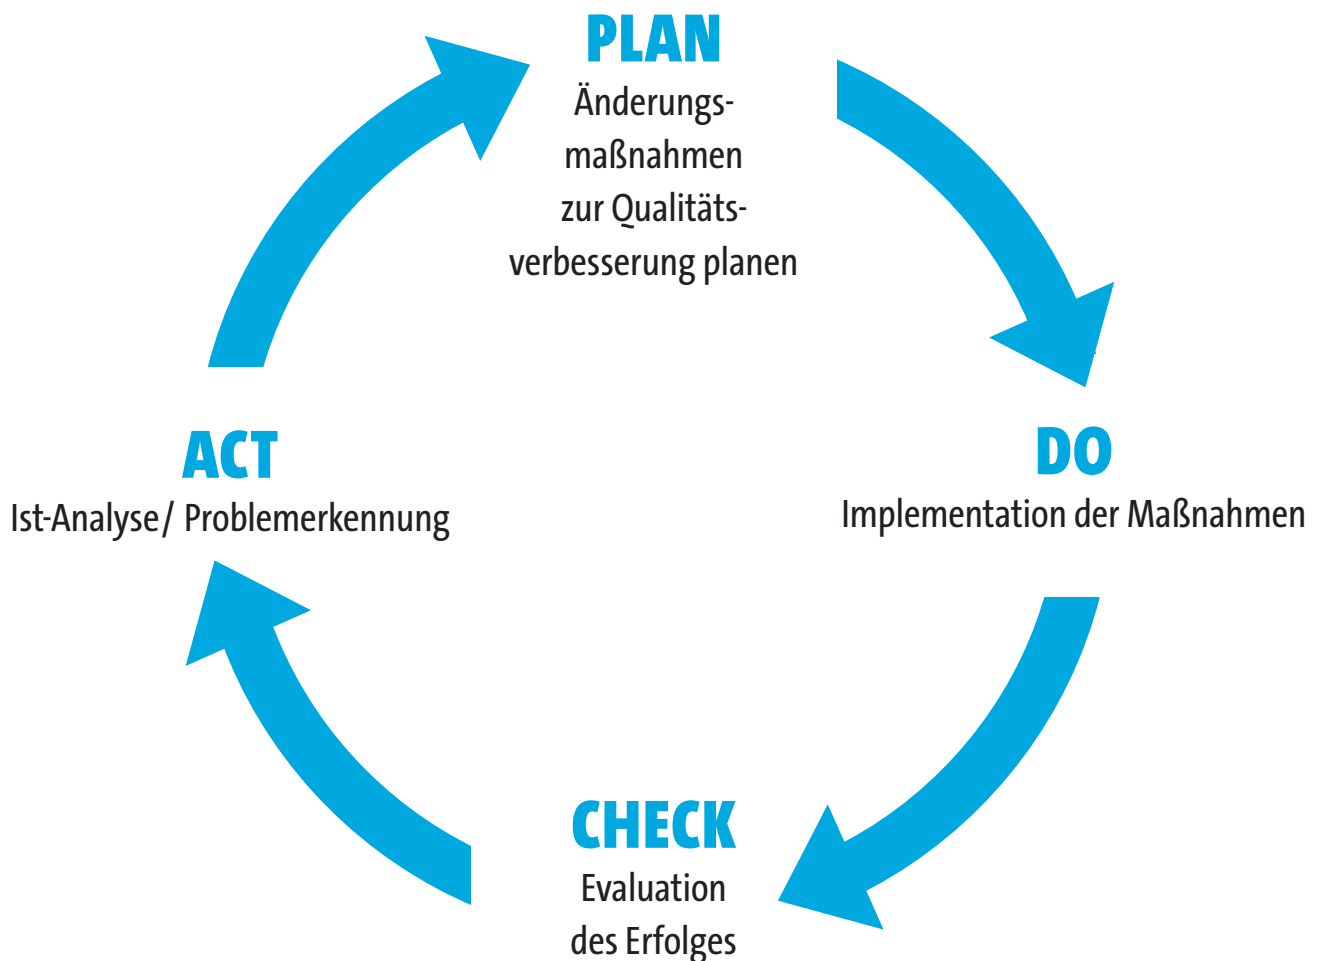 PLAN
Änderungs-
maßnahmen
zur Qualitäts-
verbesserung planen
ACT
Ist-Analyse/ Problemerkennung
DO
Implementation der Maßnahmen
CHECK
Evaluation
des Erfolges